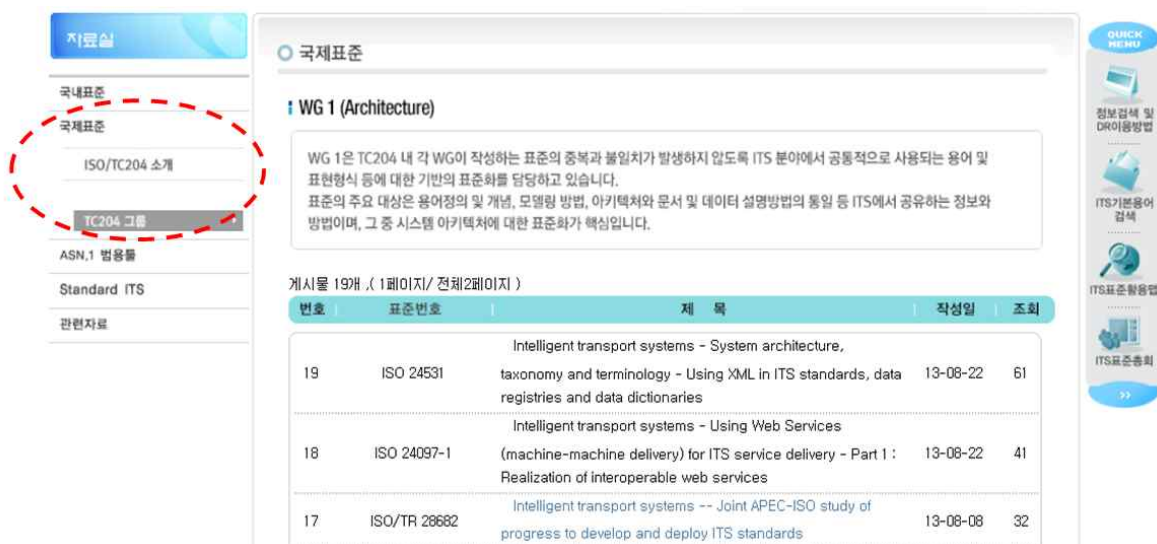 자료실
국내표준
국제표준
ISO/TC204 소개
TC204 그룹
ASN.1 범용툴
Standard ITS
관련자료
국제표준
WG 1 (Architecture)
WG 1은 TC204 내 각 WG이 작성하는 표준의 중복과 불일치가 발생하지 않도록 ITS 분야에서 공통적으로 사용되는 용어 및
표현형식 등에 대한 기반의 표준화를 담당하고 있습니다.
표준의 주요 대상은 용어정의 및 개념, 모델링 방법, 아키텍처와 문서 및 데이터 설명방법의 통일 등 ITS에서 공유하는 정보와
방법이며, 그 중 시스템 아키텍처에 대한 표준화가 핵심입니다.
게시물 19개 ,( 1페이지/ 전체2페이지 )
번호 표준번호 제 목 작성일 조회
Intelligent transport systems - System architecture,
19 ISO 24531 taxonomy and terminology - Using XML in ITS standards, data 13-08-22 61
registries and data dictionaries
Intelligent transport systems - Using Web Services
18 ISO 24097-1 (machine-machine delivery) for ITS service delivery - Part 1 : 13-08-22 41
Realization of interoperable web services
Intelligent transport systems -- Joint APEC-ISO study of
17 ISO/TR 28682 progress to develop and deploy ITS standards 13-08-08 32
QUICK
MENU
정보검색 및
DR이용방법
ITS기본용어
검색
ITS표준활용맵
ITS표준총회
>>